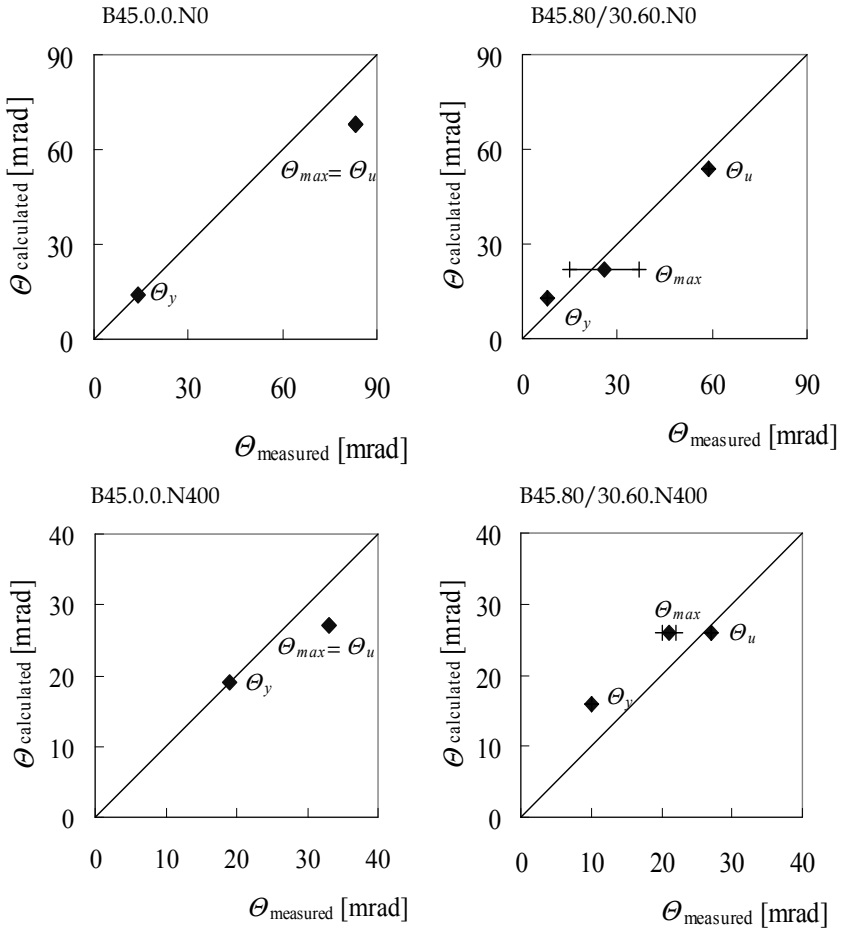 B45.0.0.N0
90
60
30
0
Θ calculated [mrad]
Θmax= Θu
Θy
0 30 60 90
Θmeasured [mrad]
B45.80/30.60.N0
90
60
30
0
Θ calculated [mrad]
Θu
Θmax
Θy
0 30 60 90
Θmeasured [mrad]
B45.0.0.N400
40
30
20
10
0
Θ calculated [mrad]
Θmax= Θu
Θy
0 10 20 30 40
Θmeasured [mrad]
B45.80/30.60.N400
40
30
20
10
0
Θ calculated [mrad]
Θmax
Θu
Θy
0 10 20 30 40
Θmeasured [mrad]